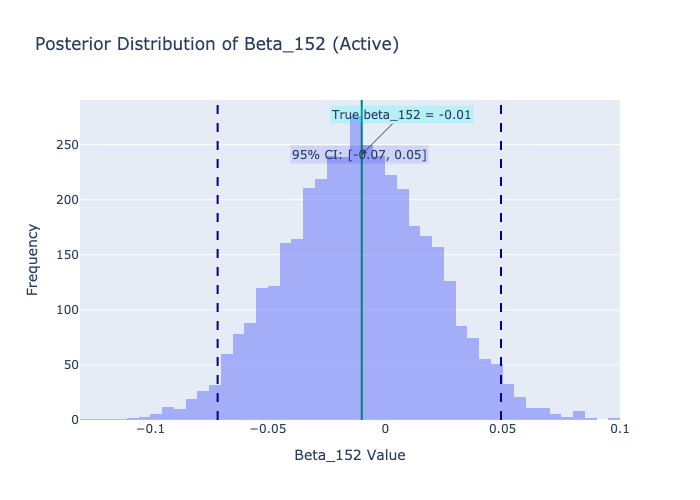 Posterior Distribution of Beta_152 (Active)
True beta_152 = -0.01
95% CI: [-0.07, 0.05]
250
200
150
100
50
0
Frequency
−0.1
−0.05
0
0.05
0.1
Beta_152 Value